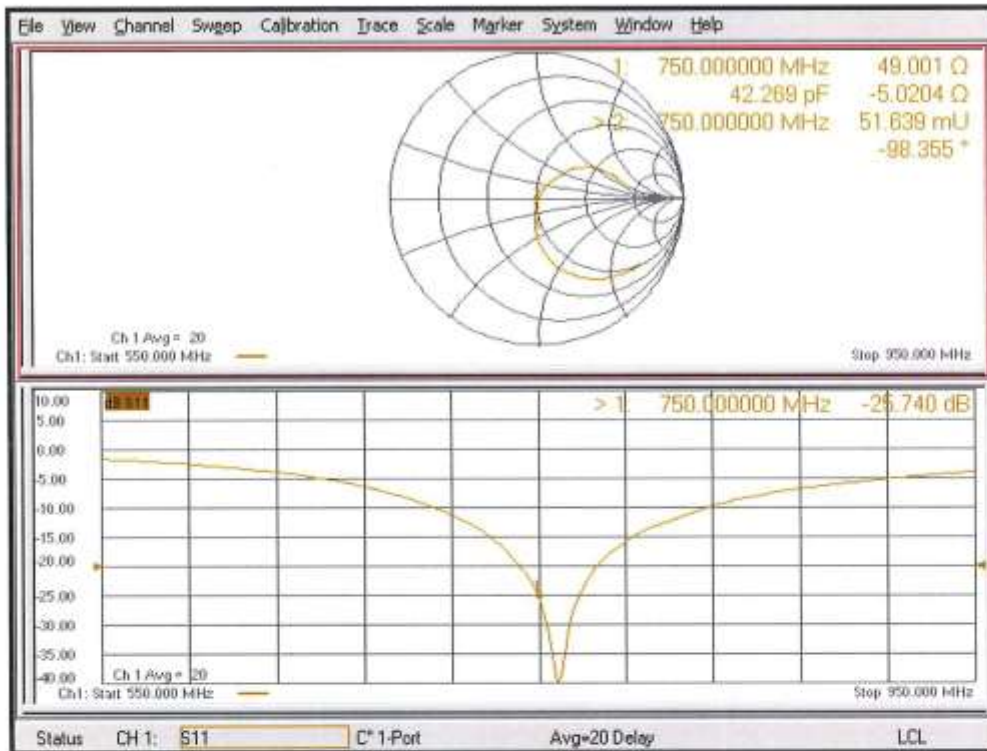 File View Channel Sweep Calibration Trace Scale Marker System Window Help
1: 750.000000 MHz 49.001 Ω
42.269 pF -5.0204 Ω
> 2: 750.000000 MHz 51.639 mU
-98.355 °
Ch 1 Avg = 20
Ch1: Start 550.000 MHz
Stop 950.000 MHz
10.00
dB S11
> 1: 750.000000 MHz -25.740 dB
5.00
0.00
-5.00
-10.00
-15.00
-20.00
-25.00
-30.00
-35.00
-40.00
Ch 1 Avg = 20
Ch1: Start 550.000 MHz
Stop 950.000 MHz
Status CH 1: S11 C* 1-Port Avg=20 Delay LCL